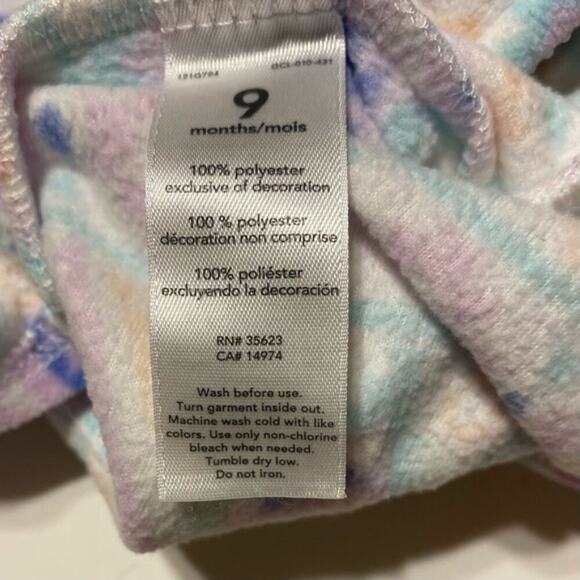 9
months/mois
100% polyester
exclusive of decoration
100 % polyester
décoration non comprise
100% poliéster
excluyendo la decoración
RN# 35623
CA# 14974
Wash before use.
Turn garment inside out.
Machine wash cold with like
colors. Use only non-chlorine
bleach when needed.
Tumble dry low.
Do not iron.